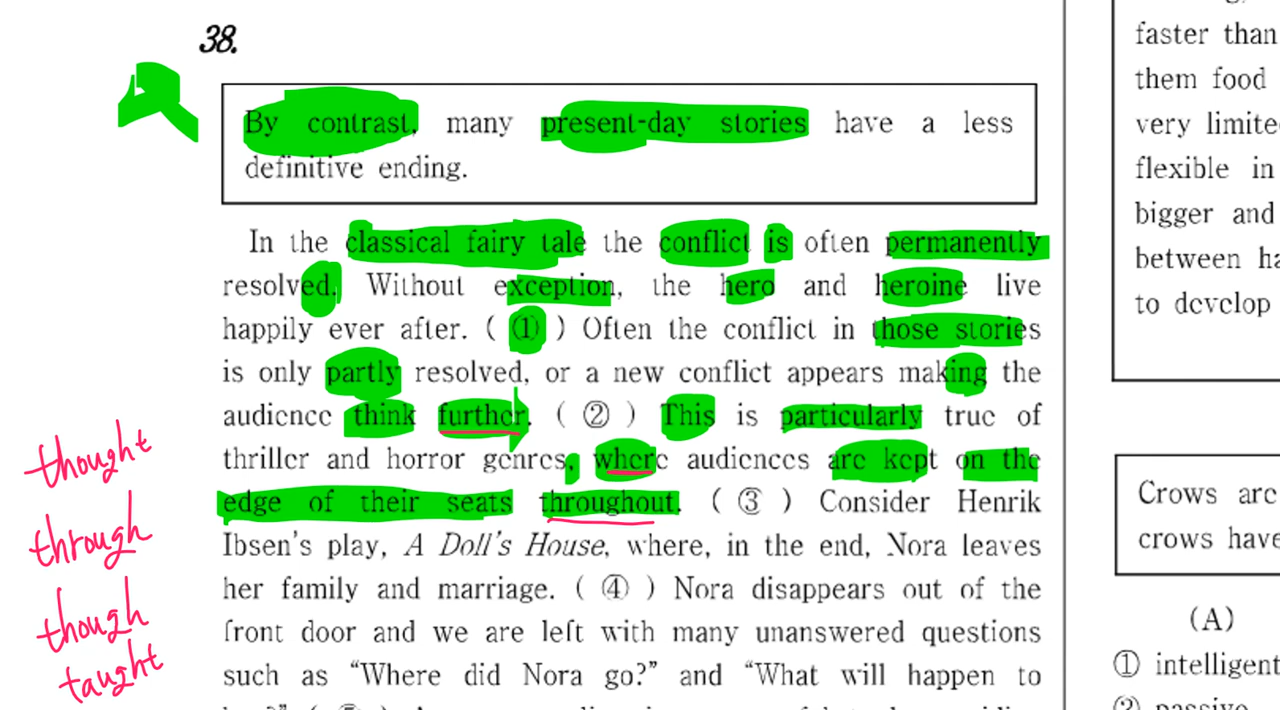 38.
By contrast, many present-day stories have a less
definitive ending.
In the classical fairy tale the conflict is often permanently
resolved. Without exception, the hero and heroine live
happily ever after. ( ① ) Often the conflict in those stories
is only partly resolved, or a new conflict appears making the
audience think further. ( ② ) This is particularly true of
thriller and horror genres, where audiences are kept on the
edge of their seats throughout. ( ③ ) Consider Henrik
Ibsen's play, A Doll's House, where, in the end, Nora leaves
her family and marriage. ( ④ ) Nora disappears out of the
front door and we are left with many unanswered questions
such as “Where did Nora go?” and “What will happen to
thought
through
though
taught
faster than
them food
very limite
flexible in
bigger and
between ha
to develop
Crows are
crows have
(A)
① intelligent
② passive